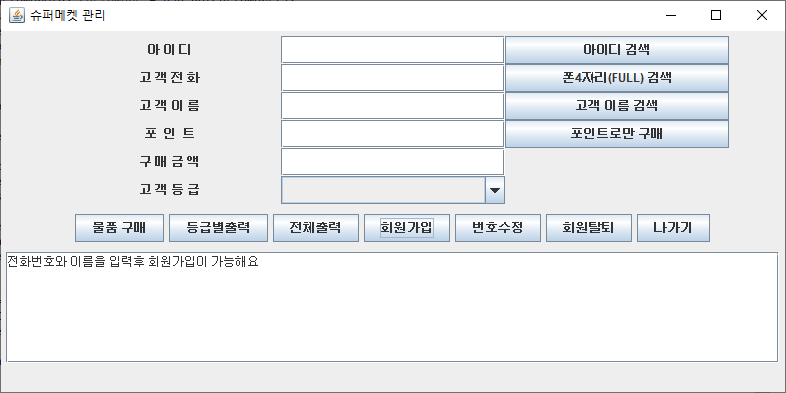 슈퍼메켓 관리
아 이 디 아이디 검색
고 객 전 화 폰4자리(FULL) 검색
고 객 이 름 고객 이름 검색
포 인 트 포인트로만 구매
구 매 금 액
고 객 등 급
물품 구매 등급별출력 전체출력 회원가입 번호수정 회원탈퇴 나가기
전화번호와 이름을 입력후 회원가입이 가능해요